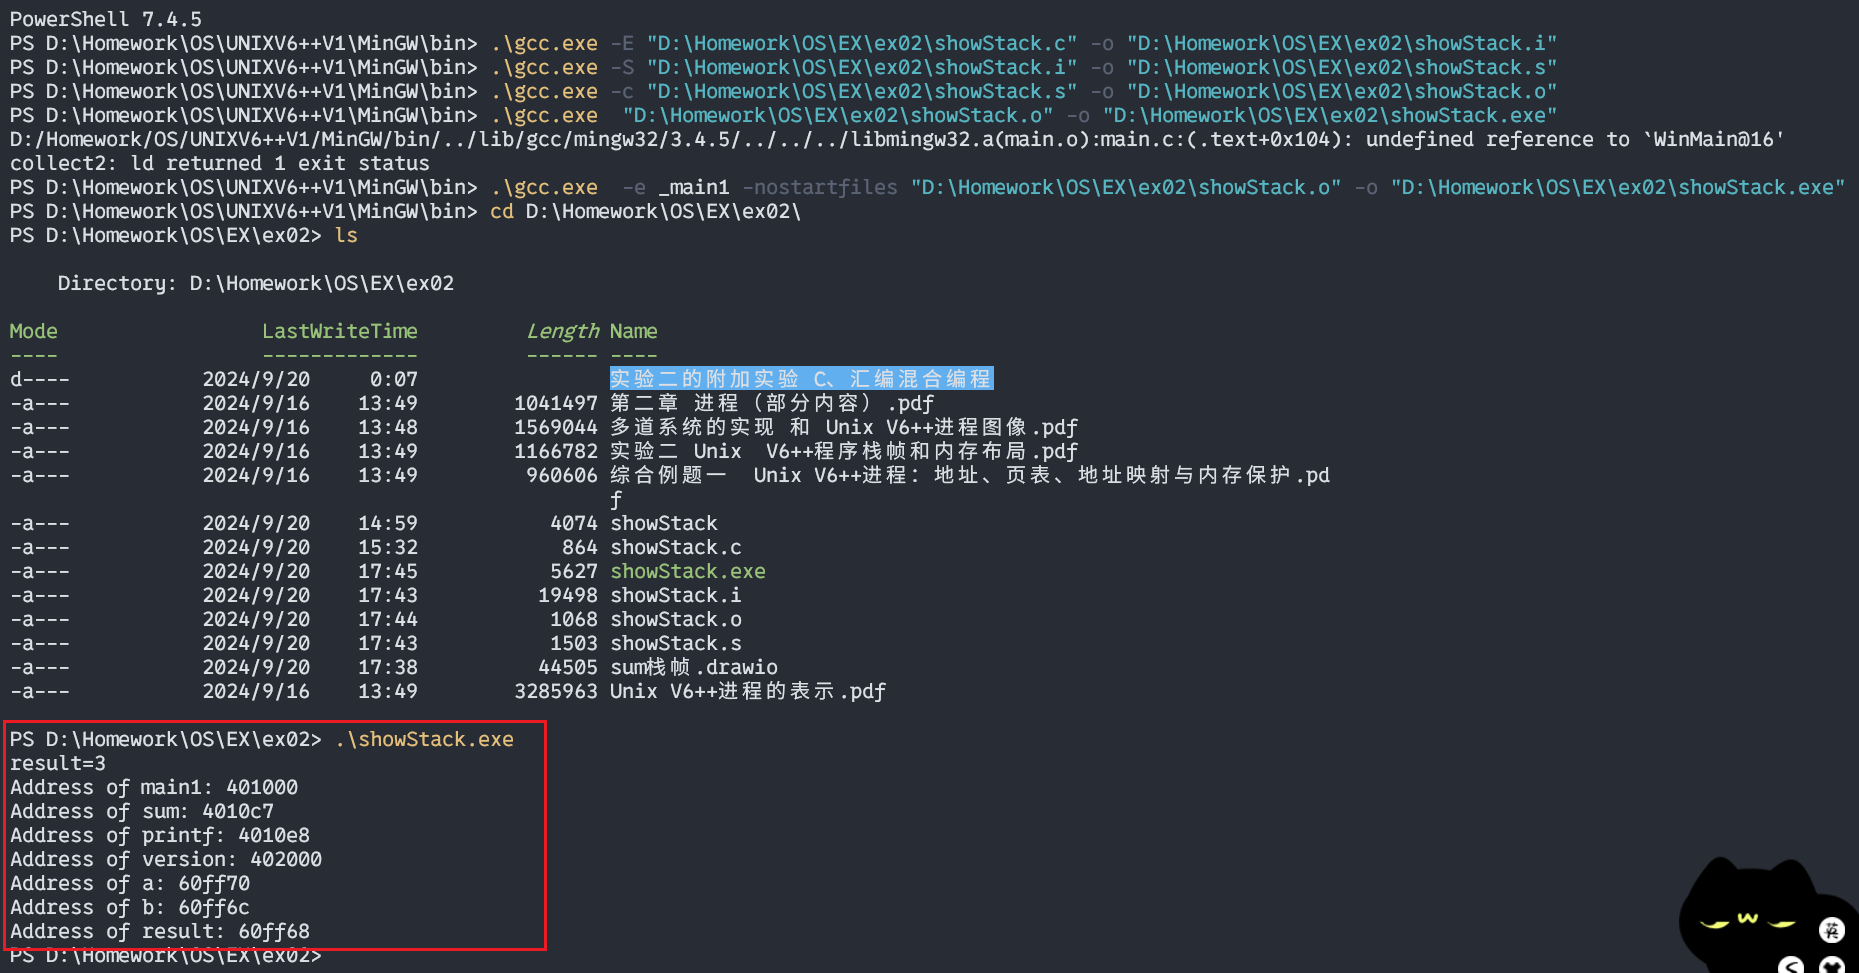 PowerShell 7.4.5
PS D:\Homework\OS\UNIXV6++V1\MinGW\bin> .\gcc.exe -E "D:\Homework\OS\EX\ex02\showStack.c" -o "D:\Homework\OS\EX\ex02\showStack.i"
PS D:\Homework\OS\UNIXV6++V1\MinGW\bin> .\gcc.exe -S "D:\Homework\OS\EX\ex02\showStack.i" -o "D:\Homework\OS\EX\ex02\showStack.s"
PS D:\Homework\OS\UNIXV6++V1\MinGW\bin> .\gcc.exe -c "D:\Homework\OS\EX\ex02\showStack.s" -o "D:\Homework\OS\EX\ex02\showStack.o"
PS D:\Homework\OS\UNIXV6++V1\MinGW\bin> .\gcc.exe  "D:\Homework\OS\EX\ex02\showStack.o" -o "D:\Homework\OS\EX\ex02\showStack.exe"
D:/Homework/OS/UNIXV6++V1/MinGW/bin/../lib/gcc/mingw32/3.4.5/../../../libmingw32.a(main.o):main.c:(.text+0x104): undefined reference to `WinMain@16'
collect2: ld returned 1 exit status
PS D:\Homework\OS\UNIXV6++V1\MinGW\bin> .\gcc.exe  -e _main1 -nostartfiles "D:\Homework\OS\EX\ex02\showStack.o" -o "D:\Homework\OS\EX\ex02\showStack.exe"
PS D:\Homework\OS\UNIXV6++V1\MinGW\bin> cd D:\Homework\OS\EX\ex02\
PS D:\Homework\OS\EX\ex02> ls
Directory: D:\Homework\OS\EX\ex02
Mode LastWriteTime Length Name
---- ------------- ------ ----
d---- 2024/9/20 0:07 实验二的附加实验 C、汇编混合编程
-a--- 2024/9/16 13:49 1041497 第二章 进程（部分内容）.pdf
-a--- 2024/9/16 13:48 1569044 多道系统的实现 和 Unix V6++进程图像.pdf
-a--- 2024/9/16 13:49 1166782 实验二 Unix  V6++程序栈帧和内存布局.pdf
-a--- 2024/9/16 13:49 960606 综合例题一  Unix V6++进程：地址、页表、地址映射与内存保护.pd
f
-a--- 2024/9/20 14:59 4074 showStack
-a--- 2024/9/20 15:32 864 showStack.c
-a--- 2024/9/20 17:45 5627 showStack.exe
-a--- 2024/9/20 17:43 19498 showStack.i
-a--- 2024/9/20 17:44 1068 showStack.o
-a--- 2024/9/20 17:43 1503 showStack.s
-a--- 2024/9/20 17:38 44505 sum栈帧.drawio
-a--- 2024/9/16 13:49 3285963 Unix V6++进程的表示.pdf
PS D:\Homework\OS\EX\ex02> .\showStack.exe
result=3
Address of main1: 401000
Address of sum: 4010c7
Address of printf: 4010e8
Address of version: 402000
Address of a: 60ff70
Address of b: 60ff6c
Address of result: 60ff68
PS D:\Homework\OS\EX\ex02>
英